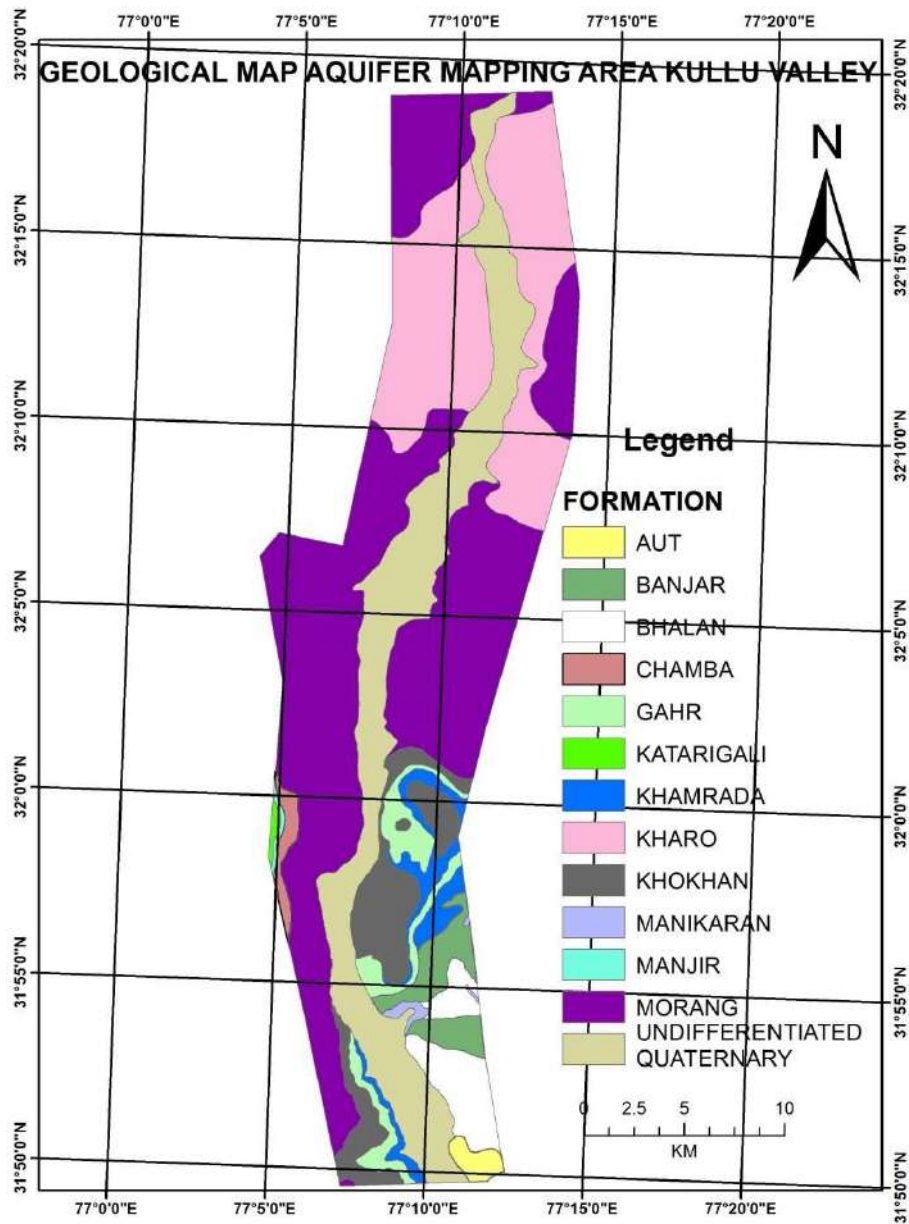 77°0'0"E 77°5'0"E 77°10'0"E 77°15'0"E 77°20'0"E
GEOLOGICAL MAP AQUIFER MAPPING AREA KULLU VALLEY
32°20'0"N 32°20'0"N
N
32°15'0"N 32°15'0"N
32°10'0"N 32°10'0"N
Legend
FORMATION
AUT
BANJAR
BHALAN
32°5'0"N 32°5'0"N
CHAMBA
GAHR
KATARIGALI
32°0'0"N 32°0'0"N
KHAMRADA
KHARO
KHOKHAN
MANIKARAN
MANJIR
31°55'0"N 31°55'0"N
MORANG
UNDIFFERENTIATED
QUATERNARY
0 2.5 5 10
KM
31°50'0"N 31°50'0"N
77°0'0"E 77°5'0"E 77°10'0"E 77°15'0"E 77°20'0"E